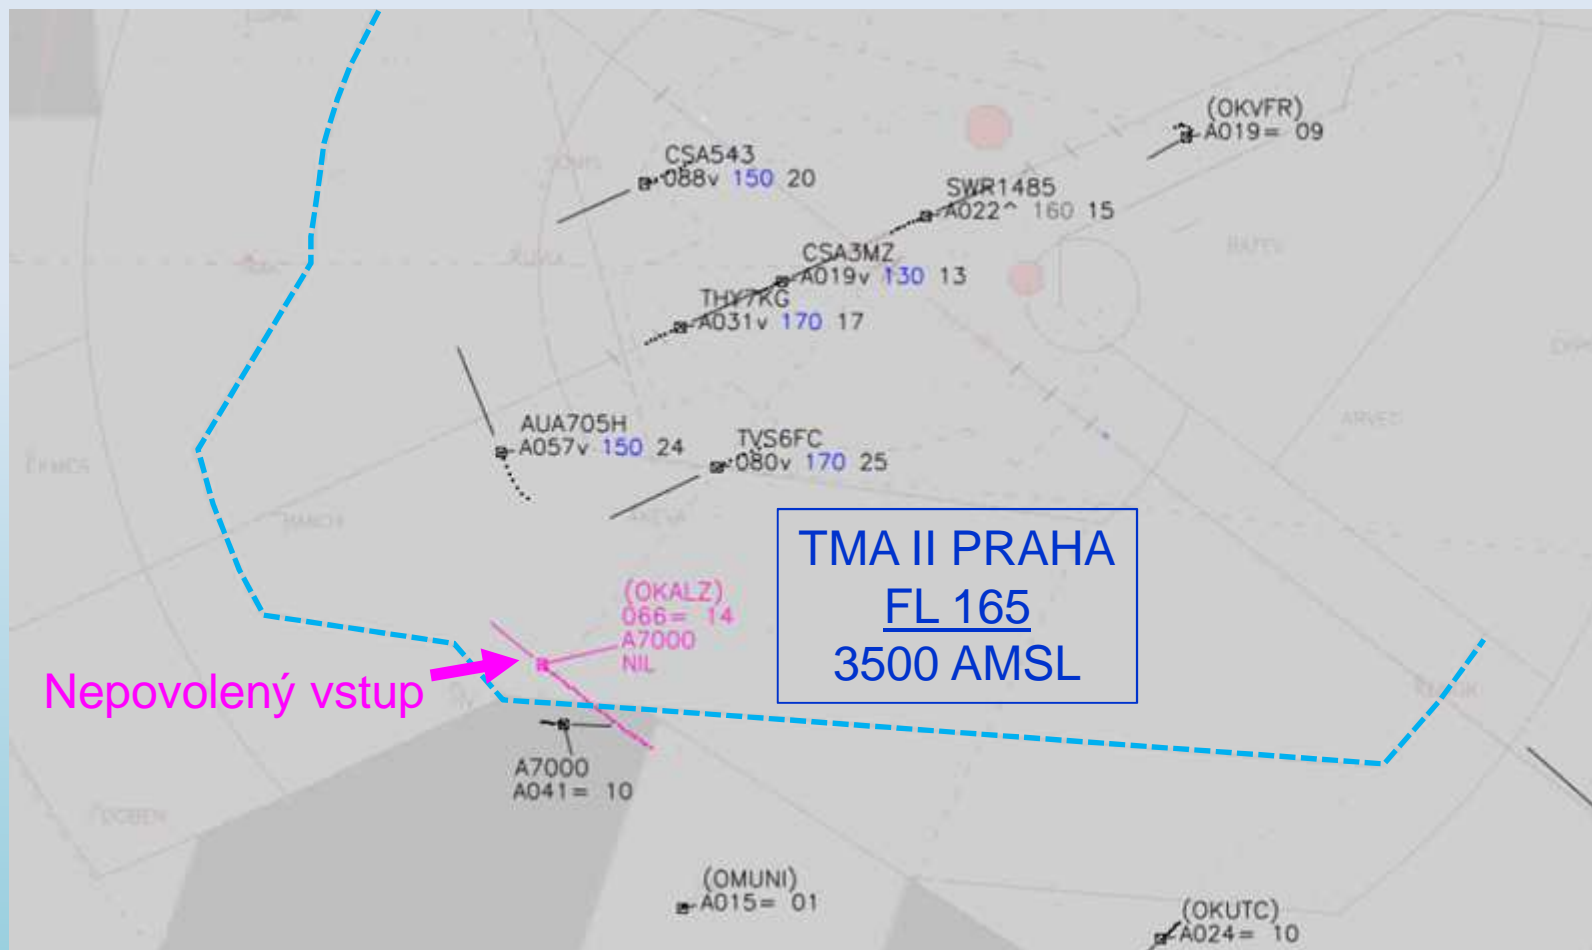 (OKVFR)
A019= 09
CSA543
088v 150 20
SWR1485
A022^ 160 15
CSA3MZ
A019v 130 13
THY7KG
A031v 170 17
AUA705H
A057v 150 24
TVS6FC
080v 170 25
ARVEG
TMA II PRAHA
FL 165
3500 AMSL
(OKALZ)
066= 14
A7000
NIL
Nepovolený vstup
A7000
A041= 10
(OMUNI)
A015= 01
(OKUTC)
A024= 10